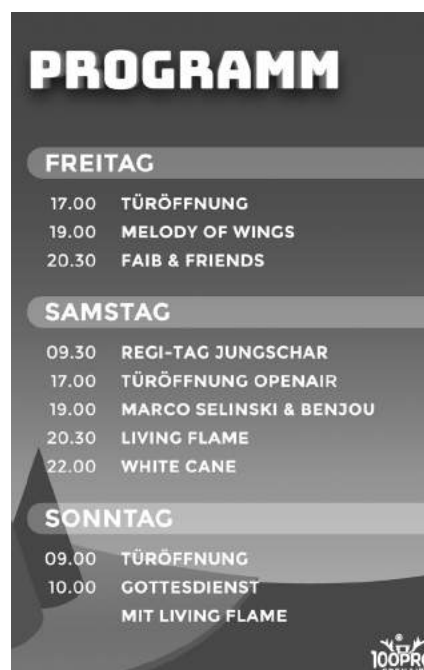 PROGRAMM
FREITAG
17.00 TÜRÖFFNUNG
19.00 MELODY OF WINGS
20.30 FAIB & FRIENDS
SAMSTAG
09.30 REGI-TAG JUNGSCHAR
17.00 TÜRÖFFNUNG OPENAIR
19.00 MARCO SELINSKI & BENJOU
20.30 LIVING FLAME
22.00 WHITE CANE
SONNTAG
09.00 TÜRÖFFNUNG
10.00 GOTTESDIENST
MIT LIVING FLAME
100PRO